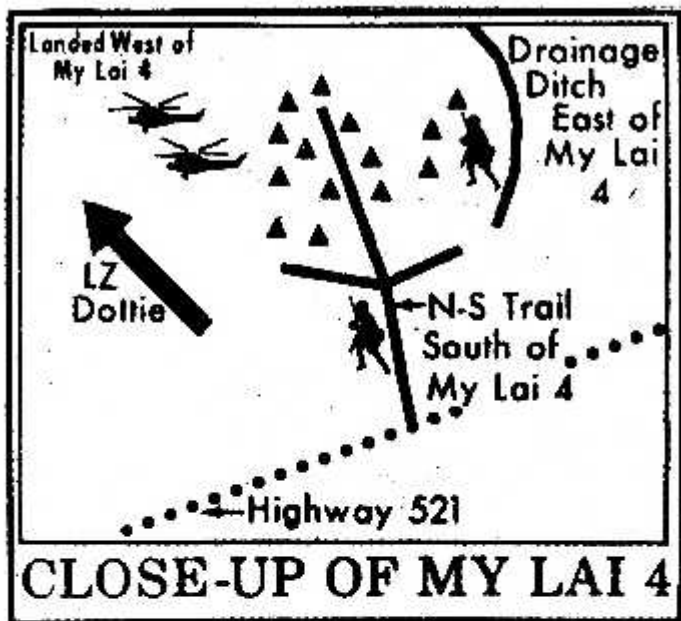 Landed West of
My Lai 4
Drainage
Ditch
East of
My Lai
4
LZ
Dottie
N-S Trail
South of
My Lai 4
Highway 521
CLOSE-UP OF MY LAI 4